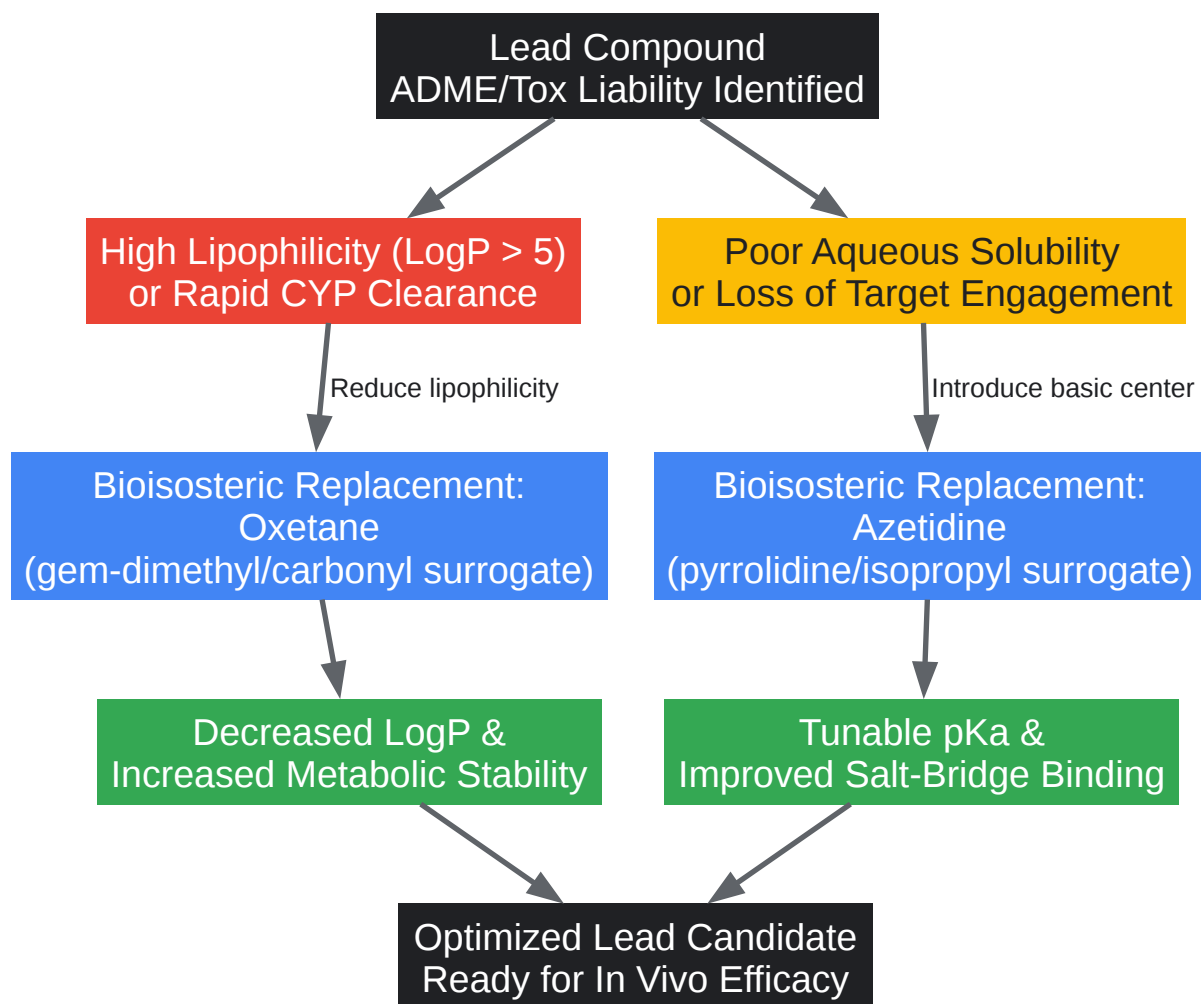 Lead Compound
ADME/Tox Liability Identified
High Lipophilicity (LogP > 5)
or Rapid CYP Clearance
Poor Aqueous Solubility
or Loss of Target Engagement
Reduce lipophilicity
Introduce basic center
Bioisosteric Replacement:
Oxetane
(gem-dimethyl/carbonyl surrogate)
Bioisosteric Replacement:
Azetidine
(pyrrolidine/isopropyl surrogate)
Decreased LogP &
Increased Metabolic Stability
Tunable pKa &
Improved Salt-Bridge Binding
Optimized Lead Candidate
Ready for In Vivo Efficacy